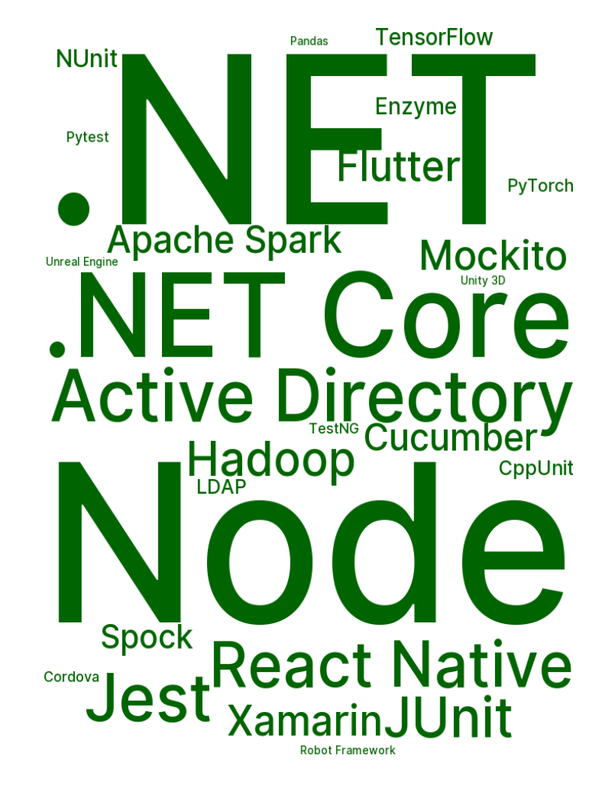 TensorFlow
Pandas
NUnit
.NET
Enzyme
Pytest
Flutter
PyTorch
Apache Spark
Mockito
Unreal Engine
Unity 3D
.NET Core
Active Directory
TestNG
Cucumber
Hadoop
CppUnit
LDAP
Node
Spock
React Native
Cordova
Jest
Xamarin
JUnit
Robot Framework